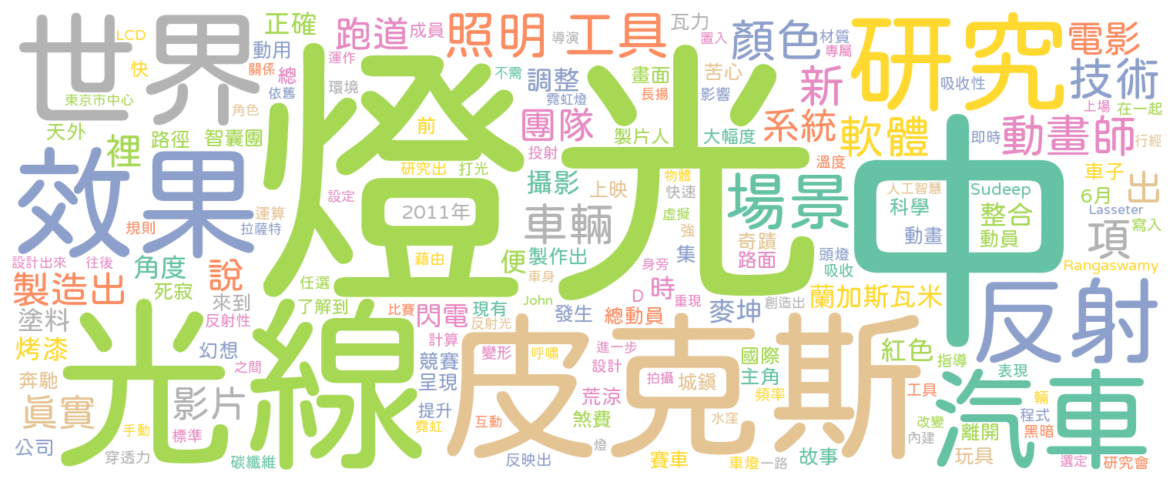 世界
LCD
快
正確
動用
總
關係
依舊
跑道
成員
運作
環境
照明
導演
工具
不需
霓虹燈
調整
瓦力
置入
畫面
長揚
苦心
影響
顏色
材質
專屬
新
研究
吸收性
電影
技術
上場
在一起
東京市中心
角色
天外
路徑
智囊團
裡
前
研究出
打光
燈光
團隊
投射
製片人
大幅度
系統
溫度
軟體
即時
動畫師
行經
效果
運算
規則
拉薩特
設定
2011年
攝影
上映
物體
快速
虛擬
強
場景
中
人工智慧
科學
動畫
Sudeep
整合
動員
車子
6月
Lasseter
出
寫入
項
Rangaswamy
車輛
製作出
集
奇蹟
路面
頭燈
吸收
設計出來
往後
角度
死寂
說
來到
反射性
任選
了解到
藉由
便
車身
John
身旁
D
時
重現
創造出
蘭加斯瓦米
製造出
塗料
烤漆
幻想
之間
比賽
閃電
現有
反射光
計算
發生
總動員
麥坤
反射
光線
皮克斯
奔馳
眞實
影片
競賽
呈現
提升
霓虹
變形
呼嘯
互動
進一步
設計
荒涼
煞費
拍攝
城鎮
水窪
國際
主角
頻率
紅色
指導
表現
工具
汽車
輛
程式
黑暗
改變
內建
離開
玩具
選定
研究會
公司
手動
穿透力
標準
碳纖維
反映出
燈
賽車
車燈
一路
故事